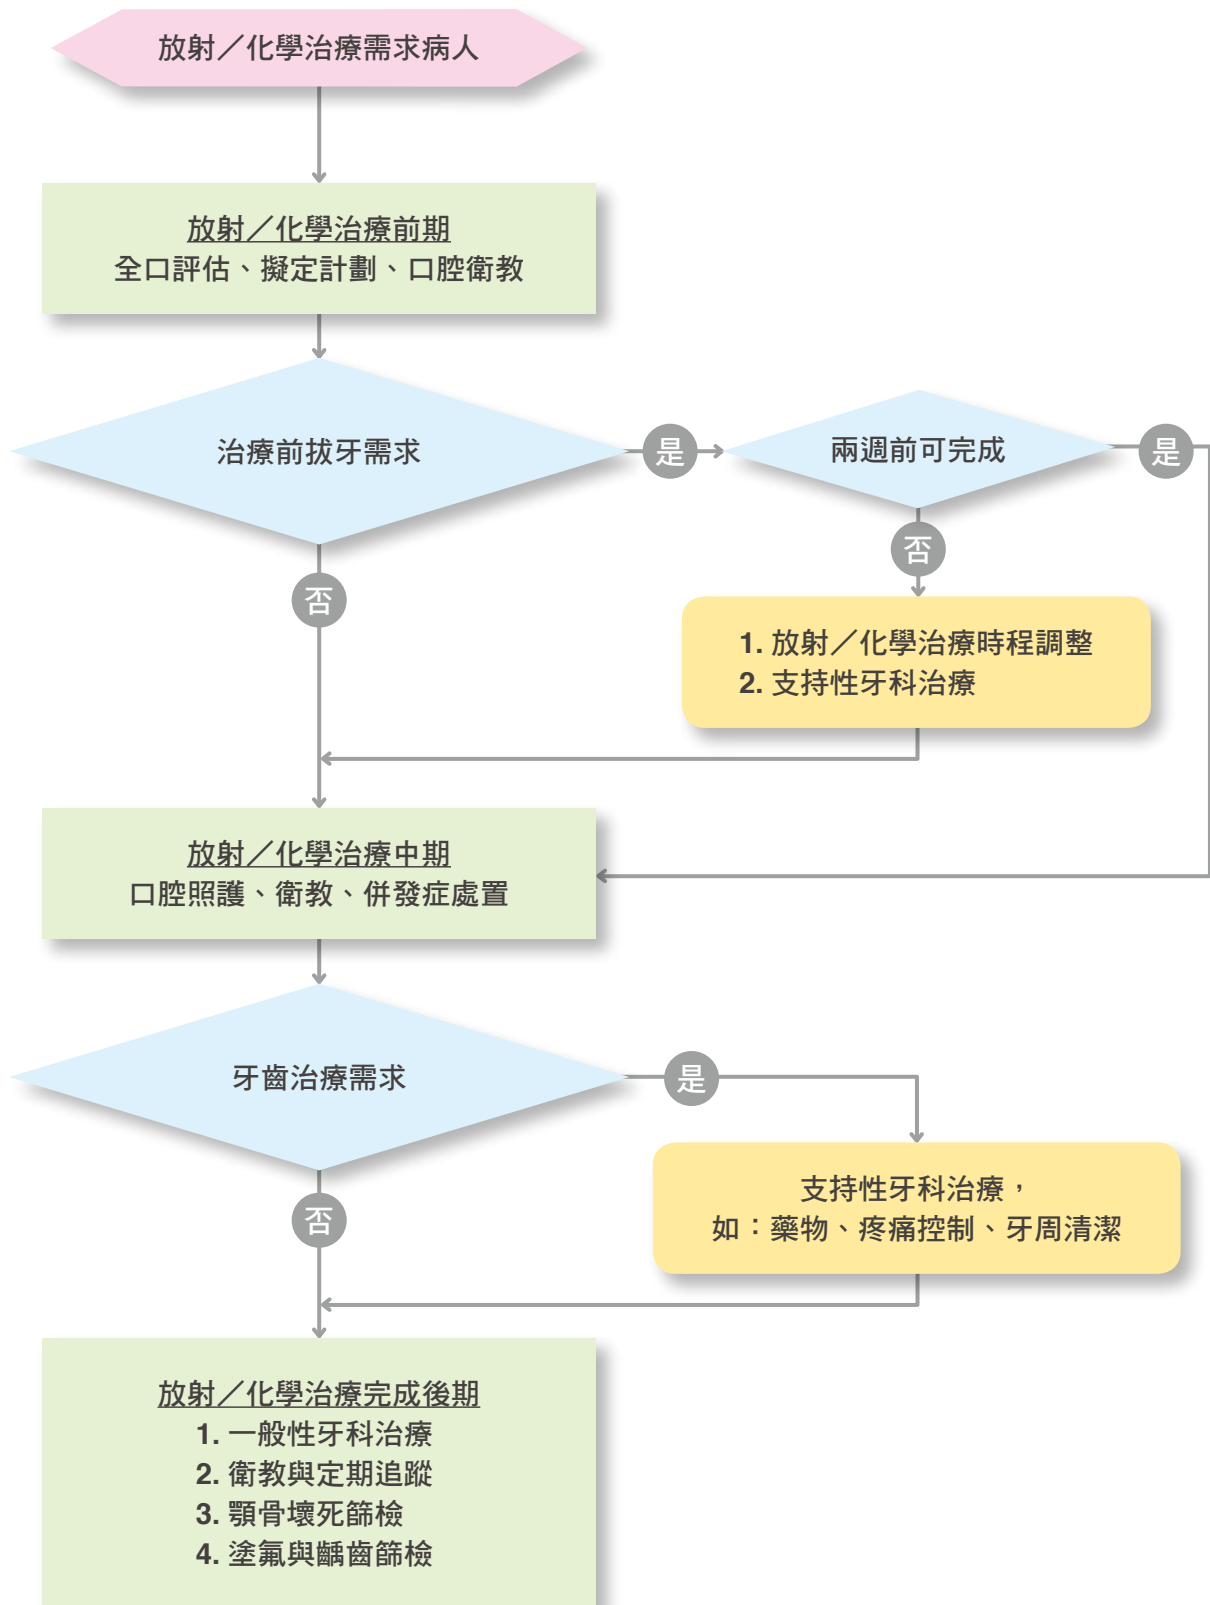 放射／化學治療需求病人
放射／化學治療前期
全口評估、擬定計劃、口腔衛教
治療前拔牙需求
是
兩週前可完成
是
否
否
1. 放射／化學治療時程調整
2. 支持性牙科治療
放射／化學治療中期
口腔照護、衛教、併發症處置
牙齒治療需求
是
支持性牙科治療，
如：藥物、疼痛控制、牙周清潔
否
放射／化學治療完成後期
1. 一般性牙科治療
2. 衛教與定期追蹤
3. 顎骨壞死篩檢
4. 塗氟與齲齒篩檢